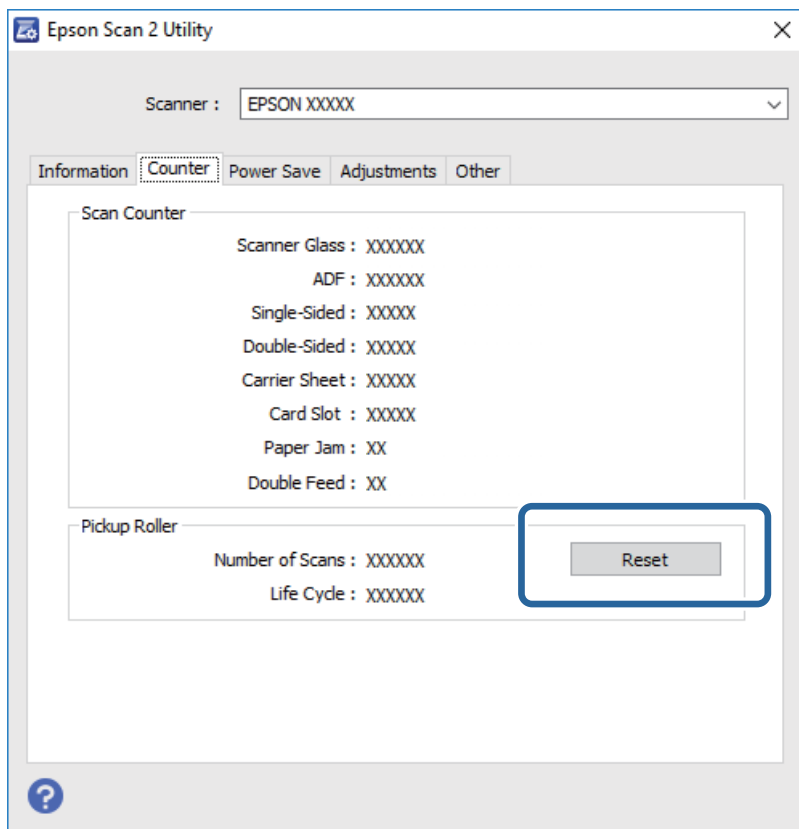 Epson Scan 2 Utility
Scanner : EPSON XXXXX
Information Counter Power Save Adjustments Other
Scan Counter
Scanner Glass : XXXXXX
ADF : XXXXXX
Single-Sided : XXXXX
Double-Sided : XXXXX
Carrier Sheet : XXXXX
Card Slot : XXXXX
Paper Jam : XX
Double Feed : XX
Pickup Roller
Number of Scans : XXXXXX Reset
Life Cycle : XXXXXX
?